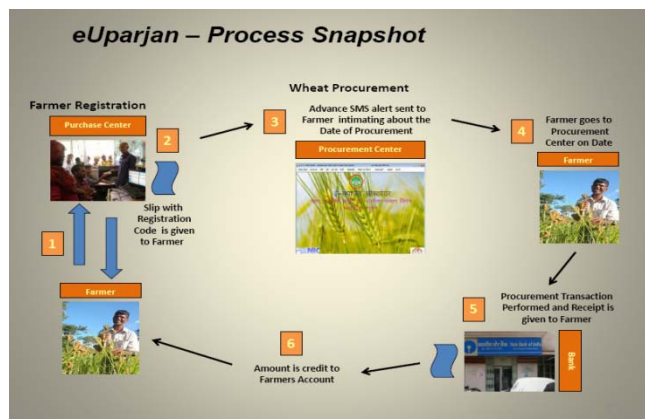 eUparjan – Process Snapshot
Wheat Procurement
Farmer Registration
Purchase Center
2
3
Advance SMS alert sent to
Farmer intimating about the
Date of Procurement
Procurement Center
4
Farmer goes to
Procurement
Center on Date
Farmer
Slip with
Registration
Code is given
to Farmer
1
Farmer
5
Procurement Transaction
Performed and Receipt is
given to Farmer
Bank
6
Amount is credit to
Farmers Account